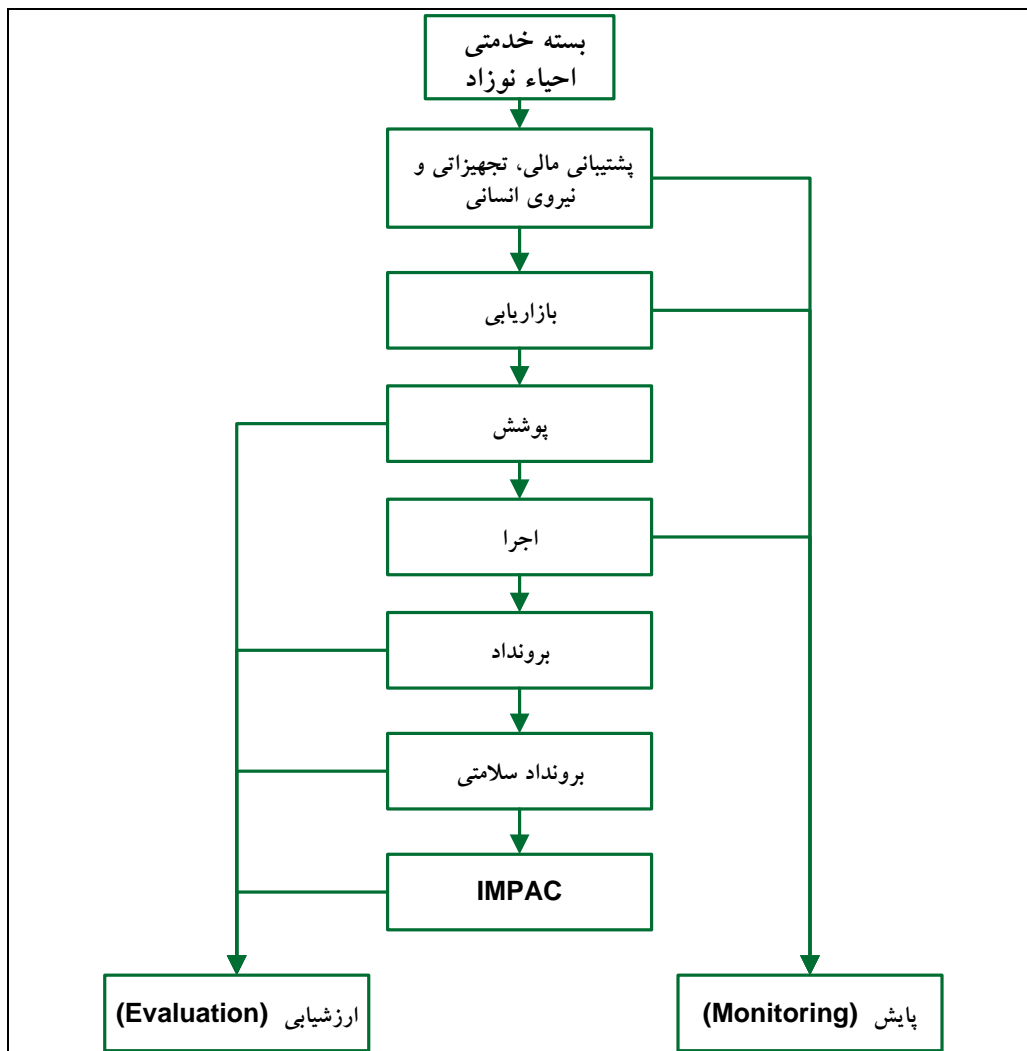 بسته خدمتی
احیاء نوزاد
پشتیبانی مالی، تجهیزاتی و
نیروی انسانی
بازاریابی
پوشش
اجرا
برونداد
برونداد سلامتی
IMPAC
پایش (Monitoring)
ارزشیابی (Evaluation)